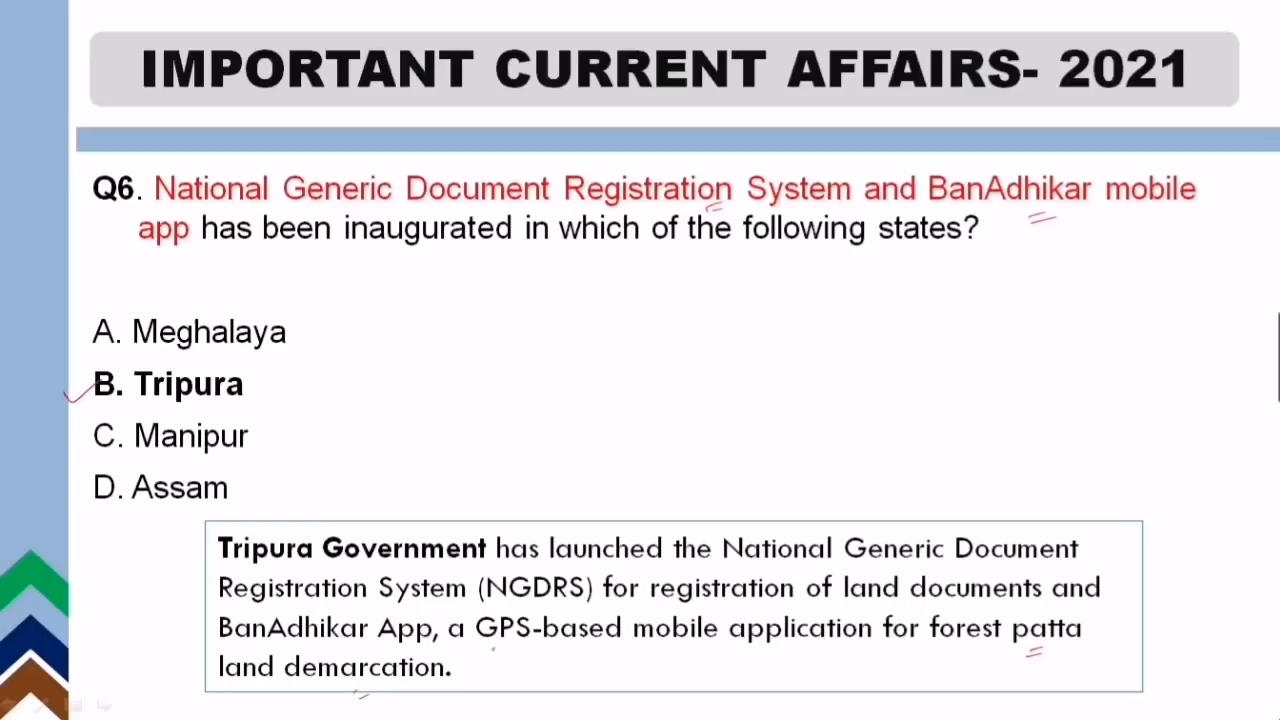 IMPORTANT CURRENT AFFAIRS- 2021
Q6. National Generic Document Registration System and BanAdhikar mobile
app has been inaugurated in which of the following states?
A. Meghalaya
B. Tripura
C. Manipur
D. Assam
Tripura Government has launched the National Generic Document
Registration System (NGDRS) for registration of land documents and
BanAdhikar App, a GPS-based mobile application for forest patta
land demarcation.